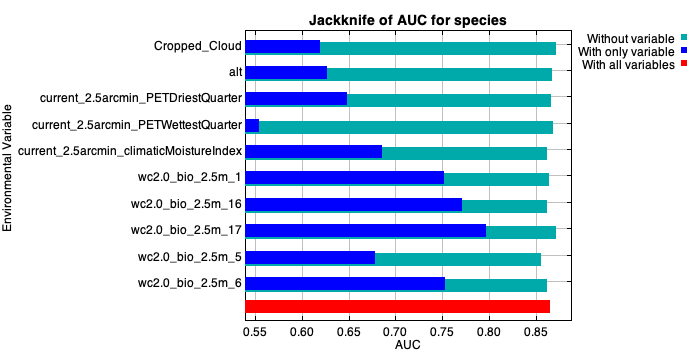 Jackknife of AUC for species
Without variable
With only variable
With all variables
Environmental Variable
Cropped_Cloud
alt
current_2.5arcmin_PETDriestQuarter
current_2.5arcmin_PETWettestQuarter
current_2.5arcmin_climaticMoistureIndex
wc2.0_bio_2.5m_1
wc2.0_bio_2.5m_16
wc2.0_bio_2.5m_17
wc2.0_bio_2.5m_5
wc2.0_bio_2.5m_6
0.55 0.60 0.65 0.70 0.75 0.80 0.85
AUC